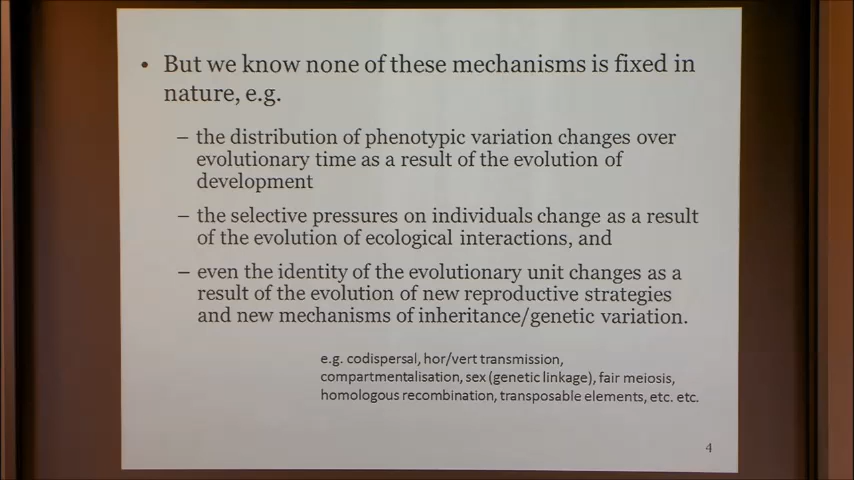 • But we know none of these mechanisms is fixed in
nature, e.g.
– the distribution of phenotypic variation changes over
evolutionary time as a result of the evolution of
development
– the selective pressures on individuals change as a result
of the evolution of ecological interactions, and
– even the identity of the evolutionary unit changes as a
result of the evolution of new reproductive strategies
and new mechanisms of inheritance/genetic variation.
e.g. codispersal, hor/vert transmission,
compartmentalisation, sex (genetic linkage), fair meiosis,
homologous recombination, transposable elements, etc. etc.
4